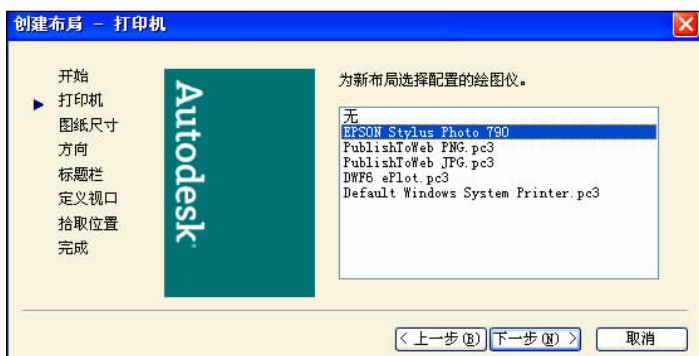 创建布局 - 打印机
开始
打印机
图纸尺寸
方向
标题栏
定义视口
拾取位置
完成
Autodesk
为新布局选择配置的绘图仪。
无
EPSON Stylus Photo 790
PublishToWeb PNG.pc3
PublishToWeb JPG.pc3
DWF6 ePlot.pc3
Default Windows System Printer.pc3
< 上一步(B) 下一步(N) > 取消